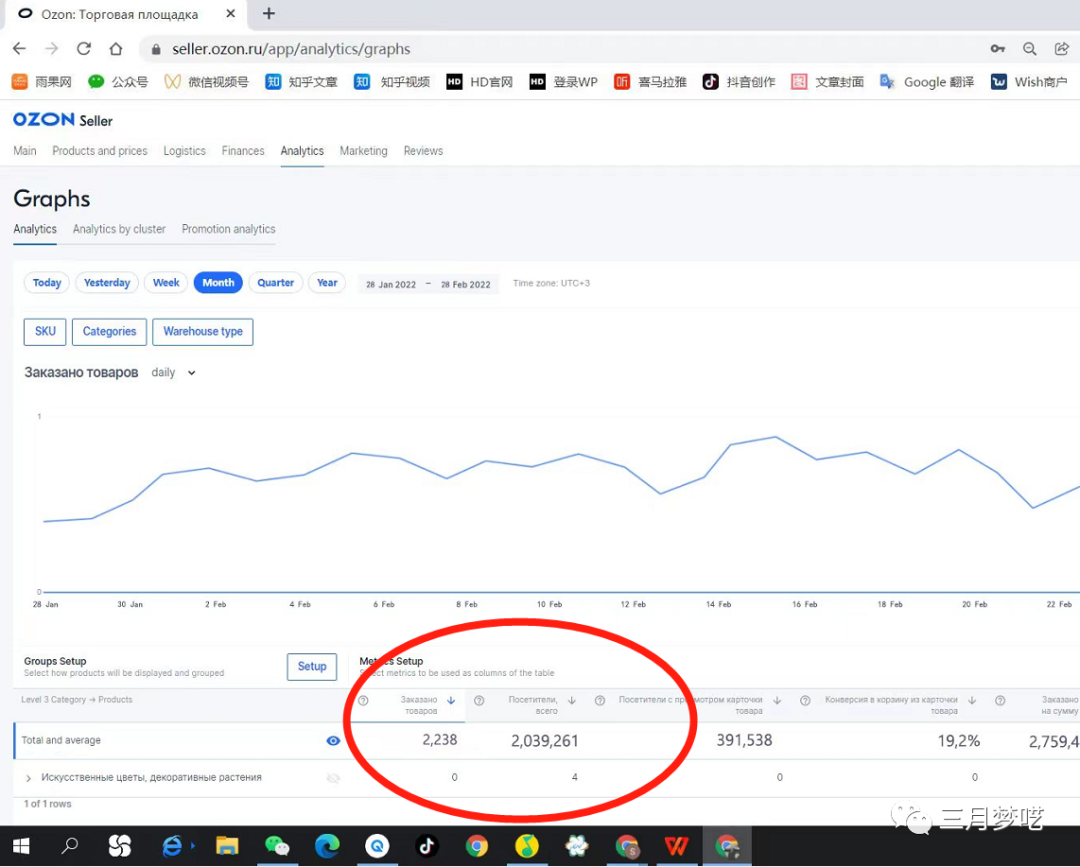 Ozon: Торговая площадка
seller.ozon.ru/app/analytics/graphs
雨果网 公众号 微信视频号 知 知乎文章 知 知乎视频 HD HD官网 HD 登录WP 听 喜马拉雅 抖音创作 文章封面 Google 翻译 Wish商户
OZON Seller
Main Products and prices Logistics Finances Analytics Marketing Reviews
Graphs
Analytics Analytics by cluster Promotion analytics
Today Yesterday Week Month Quarter Year 28 Jan 2022 – 28 Feb 2022 Time zone: UTC+3
SKU Categories Warehouse type
Заказано товаров daily
1
0
28 Jan 30 Jan 2 Feb 4 Feb 6 Feb 8 Feb 10 Feb 12 Feb 14 Feb 16 Feb 18 Feb 20 Feb 22 Feb
Groups Setup
Select how products will be displayed and grouped
Setup
Metrics Setup
Select metrics to be used as columns of the table
Level 3 Category → Products
Заказано
товаров
Посетители,
всего
Посетители с просмотром карточки
товара
Конверсия в корзину из карточки
товара
Заказано
на сумму
Total and average 2,238 2,039,261 391,538 19,2% 2,759,4
Искусственные цветы, декоративные растения 0 4 0 0
1 of 1 rows
三月梦呓